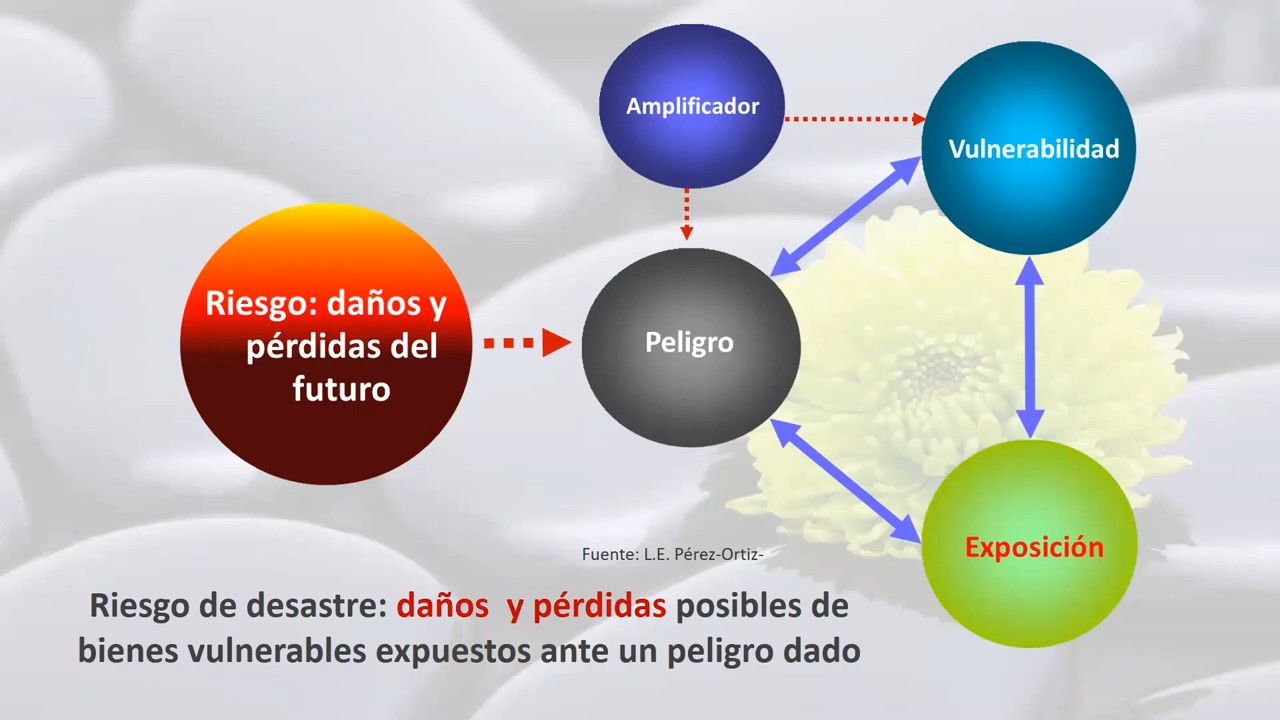 Amplificador
Vulnerabilidad
Riesgo: daños y
pérdidas del
futuro
Peligro
Exposición
Fuente: L.E. Pérez-Ortiz-
Riesgo de desastre: daños y pérdidas posibles de
bienes vulnerables expuestos ante un peligro dado